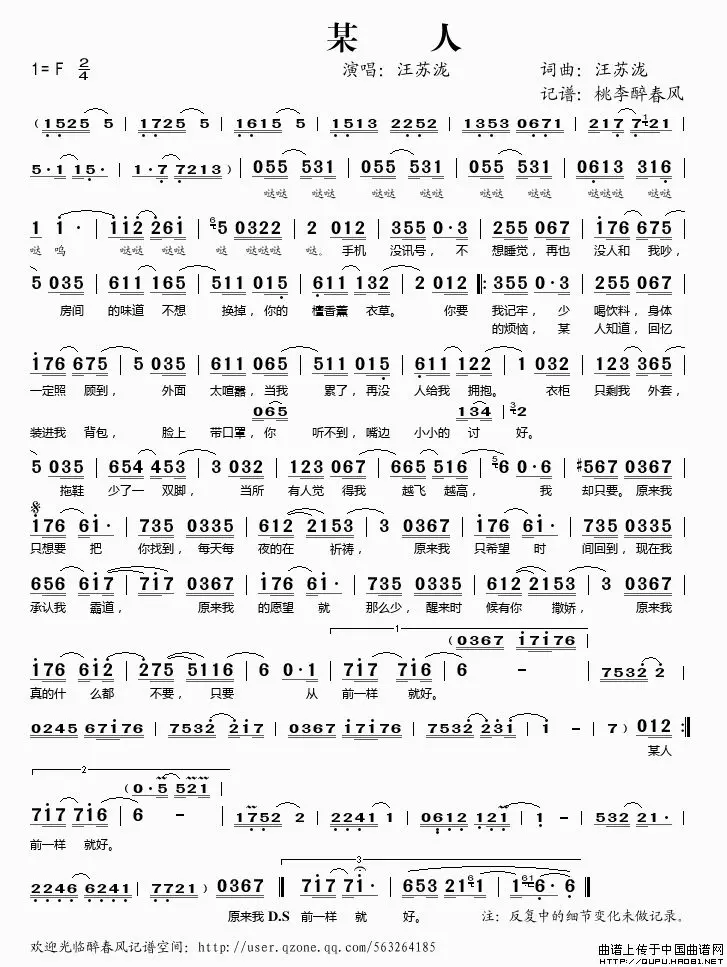 某 人
1=F 2/4 演唱：汪苏泷 词曲：汪苏泷
记谱：桃李醉春风
(1525 5 | 1725 5 | 1615 5 | 1513 2252 | 1353 0671 | 217 7 1 21 |
5·1 15· | 1·7 7213) | 055 531 | 055 531 | 055 531 | 0613 316 |
哒哒 哒哒 哒哒 哒哒 哒哒 哒哒 哒哒哒 哒哒
1 1· | 112 261 | 6 5 0322 | 2 012 | 355 0·3 | 255 067 | 176 675 |
哒 呜 哒哒 哒哒 哒 哒哒哒 哒。 手机 没讯号， 不 想睡觉，再也 没人和 我吵，
5 035 | 611 165 | 511 015 | 611 132 | 2 012 ‖: 355 0·3 | 255 067 |
房间 的味道 不想 换掉，你的 檀香薰 衣草。 你要 我记牢， 少 喝饮料，身体
的烦恼， 某 人知道，回忆
176 675 | 5 035 | 611 065 | 511 015 | 611 122 | 1 032 | 123 265 |
一定照 顾到， 外面 太喧嚣，当我 累了，再没 人给我 拥抱。 衣柜 只剩我 外套，
065 134 | 3 2
装进我 背包， 脸上 带口罩，你 听不到，嘴边 小小的 讨 好。
5 035 | 654 453 | 3 032 | 123 067 | 665 516 | 5 6 0·6 | #567 0367 |
拖鞋 少了一 双脚， 当所 有人觉 得我 越飞 越高， 我 却只要。原来我
176 61· | 735 0335 | 612 2153 | 3 0367 | 176 61· | 735 0335 |
只想要 把 你找到，每天每 夜的在 祈祷， 原来我 只希望 时 间回到，现在我
656 617 | 717 0367 | 176 61· | 735 0335 | 612 2153 | 3 0367 |
承认我 霸道， 原来我 的愿望 就 那么少，醒来时 候有你 撒娇， 原来我
1
(0367 17176
176 612 | 275 5116 | 6 0·1 | 717 716 | 6 - | 7532 2 |
真的什 么都 不要， 只要 从 前一样 就好。
0245 67176 | 7532 217 | 0367 17176 | 7532 231 | 1 - | 7) 012 :‖
某人
2
(0·5 521 |
717 716 | 6 - | 1752 2 | 2241 1 | 0612 121 | 1 - | 532 21· |
前一样 就好。
3
2246 6241 | 7721) 0367 ‖ 717 71· | 653 21 6 1 | 1 61 6· 6 ‖
原来我 D.S 前一样 就 好。 注：反复中的细节变化未做记录。
欢迎光临醉春风记谱空间：http://user.qzone.qq.com/563264185
曲谱上传于中国曲谱网
http://QUPU.HAO81.NET